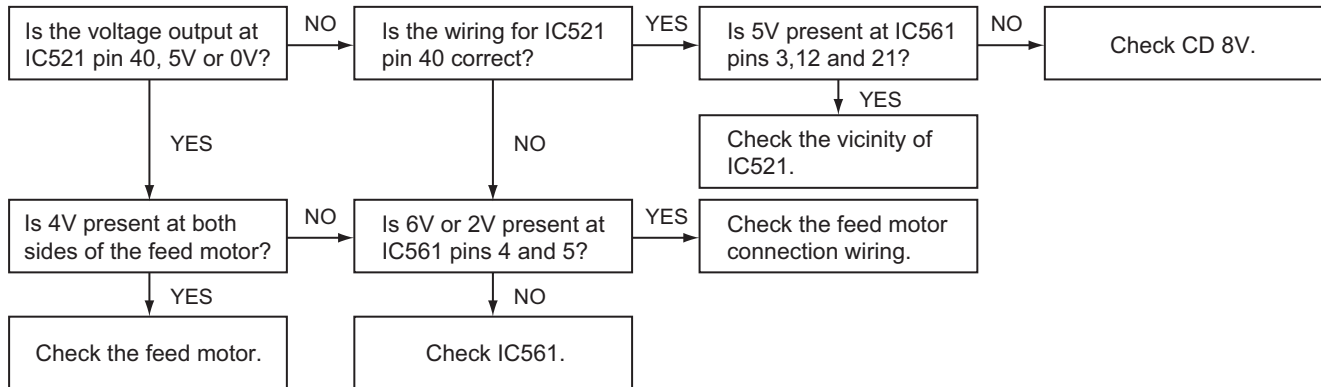 Is the voltage output at
IC521 pin 40, 5V or 0V?
NO
Is the wiring for IC521
pin 40 correct?
YES
Is 5V present at IC561
pins 3,12 and 21?
NO
Check CD 8V.
YES
NO
YES
Check the vicinity of
IC521.
Is 4V present at both
sides of the feed motor?
NO
Is 6V or 2V present at
IC561 pins 4 and 5?
YES
Check the feed motor
connection wiring.
YES
NO
Check the feed motor.
Check IC561.